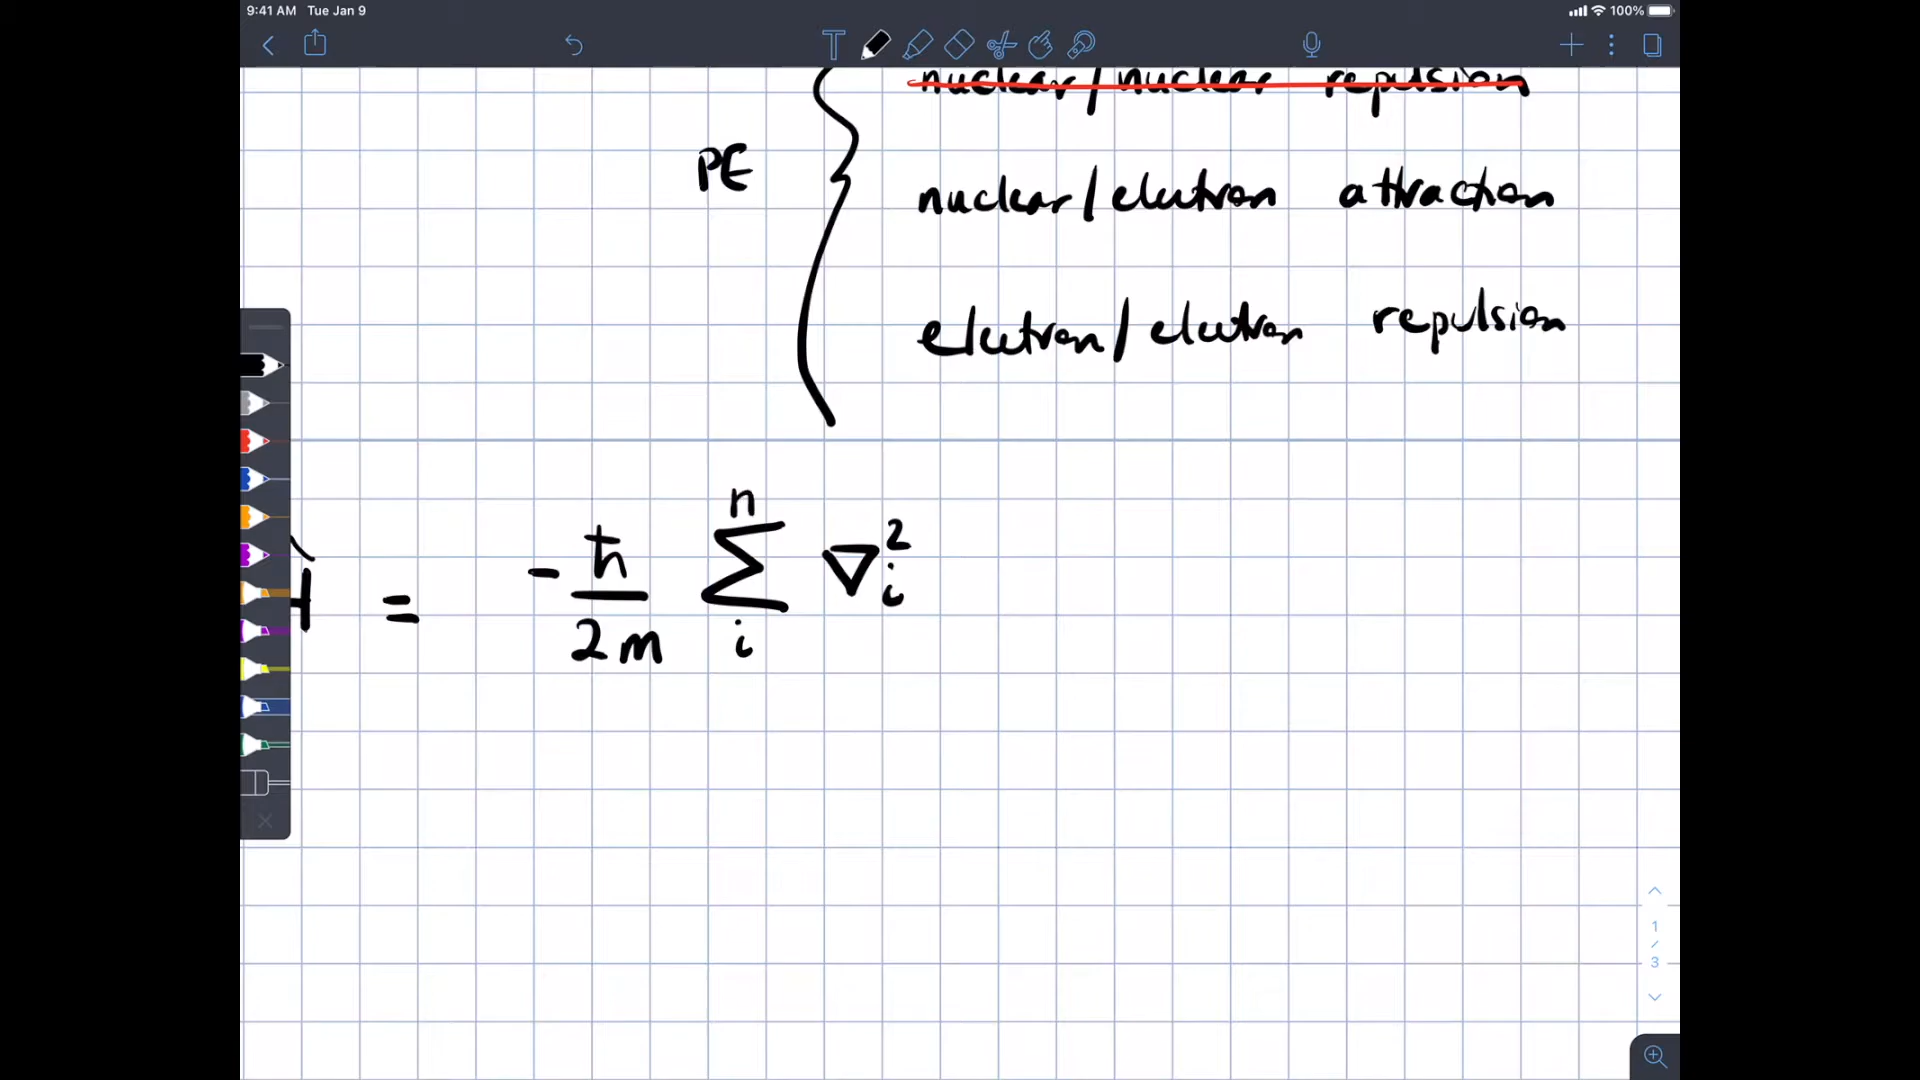 9:41 AM Tue Jan 9
100%
T
nuclear/nuclear repulsion
PE
nuclear/electron attraction
electron/electron repulsion
Ĥ = -ħ/2m ∑ᵢⁿ ∇ᵢ²
1
/
3